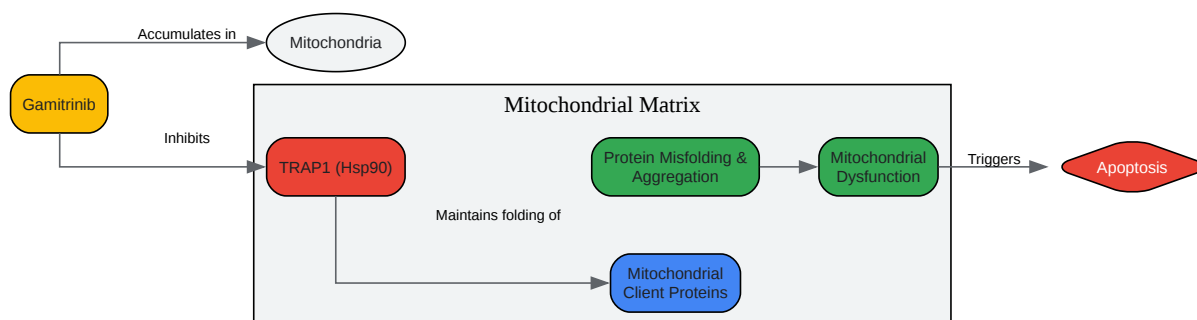 Accumulates in
Mitochondria
Gamitrinib
Mitochondrial Matrix
Inhibits
TRAP1 (Hsp90)
Protein Misfolding &
Aggregation
Mitochondrial
Dysfunction
Triggers
Apoptosis
Maintains folding of
Mitochondrial
Client Proteins